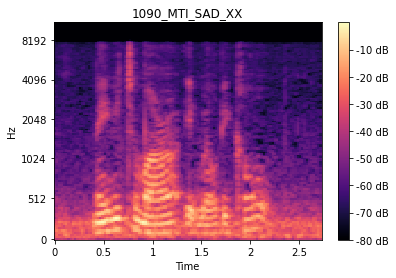 1090_MTI_SAD_XX
8192
4096
2048
1024
512
0
Hz
0 0.5 1 1.5 2 2.5
Time
-10 dB
-20 dB
-30 dB
-40 dB
-50 dB
-60 dB
-70 dB
-80 dB